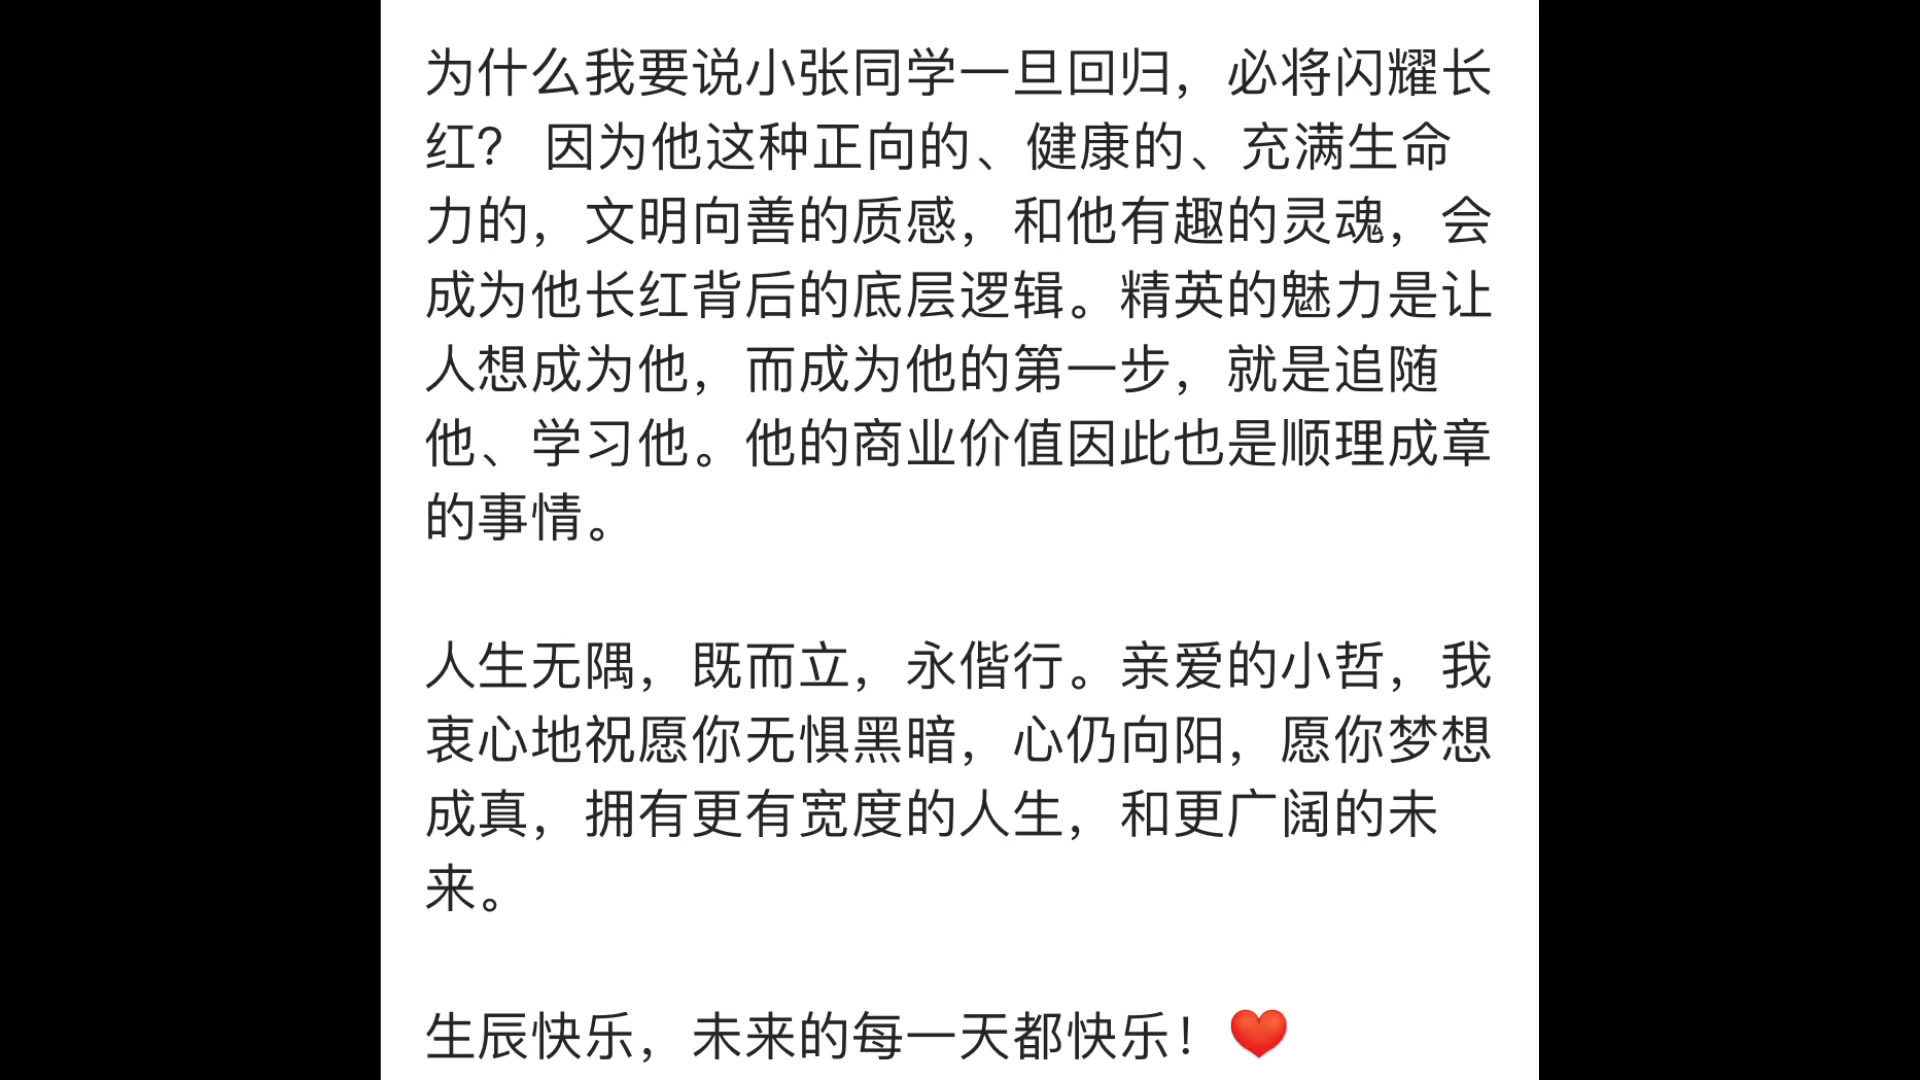 为什么我要说小张同学一旦回归，必将闪耀长
红？ 因为他这种正向的、健康的、充满生命
力的，文明向善的质感，和他有趣的灵魂，会
成为他长红背后的底层逻辑。精英的魅力是让
人想成为他，而成为他的第一步，就是追随
他、学习他。他的商业价值因此也是顺理成章
的事情。
人生无隅，既而立，永偕行。亲爱的小哲，我
衷心地祝愿你无惧黑暗，心仍向阳，愿你梦想
成真，拥有更有宽度的人生，和更广阔的未
来。
生辰快乐，未来的每一天都快乐！❤️